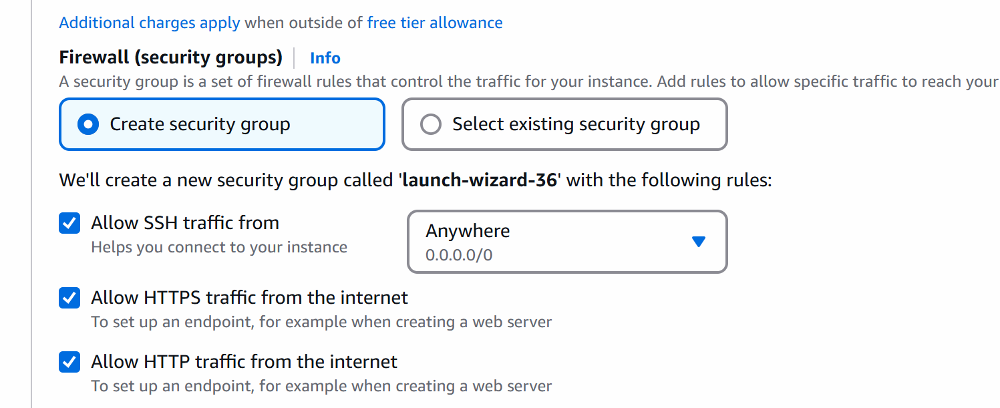 Additional charges apply when outside of free tier allowance
Firewall (security groups) Info
A security group is a set of firewall rules that control the traffic for your instance. Add rules to allow specific traffic to reach your
Create security group Select existing security group
We'll create a new security group called 'launch-wizard-36' with the following rules:
Allow SSH traffic from
Helps you connect to your instance
Anywhere
0.0.0.0/0
Allow HTTPS traffic from the internet
To set up an endpoint, for example when creating a web server
Allow HTTP traffic from the internet
To set up an endpoint, for example when creating a web server